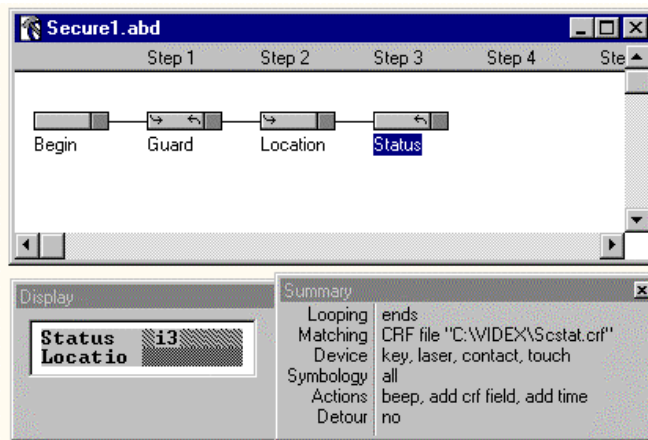 Secure1.abd
Step 1 Step 2 Step 3 Step 4 Ste
Begin Guard Location Status
Display
Status i3
Locatio
Summary
Looping ends
Matching CRF file "C:\VIDEX\Scstat.crf"
Device key, laser, contact, touch
Symbology all
Actions beep, add crf field, add time
Detour no